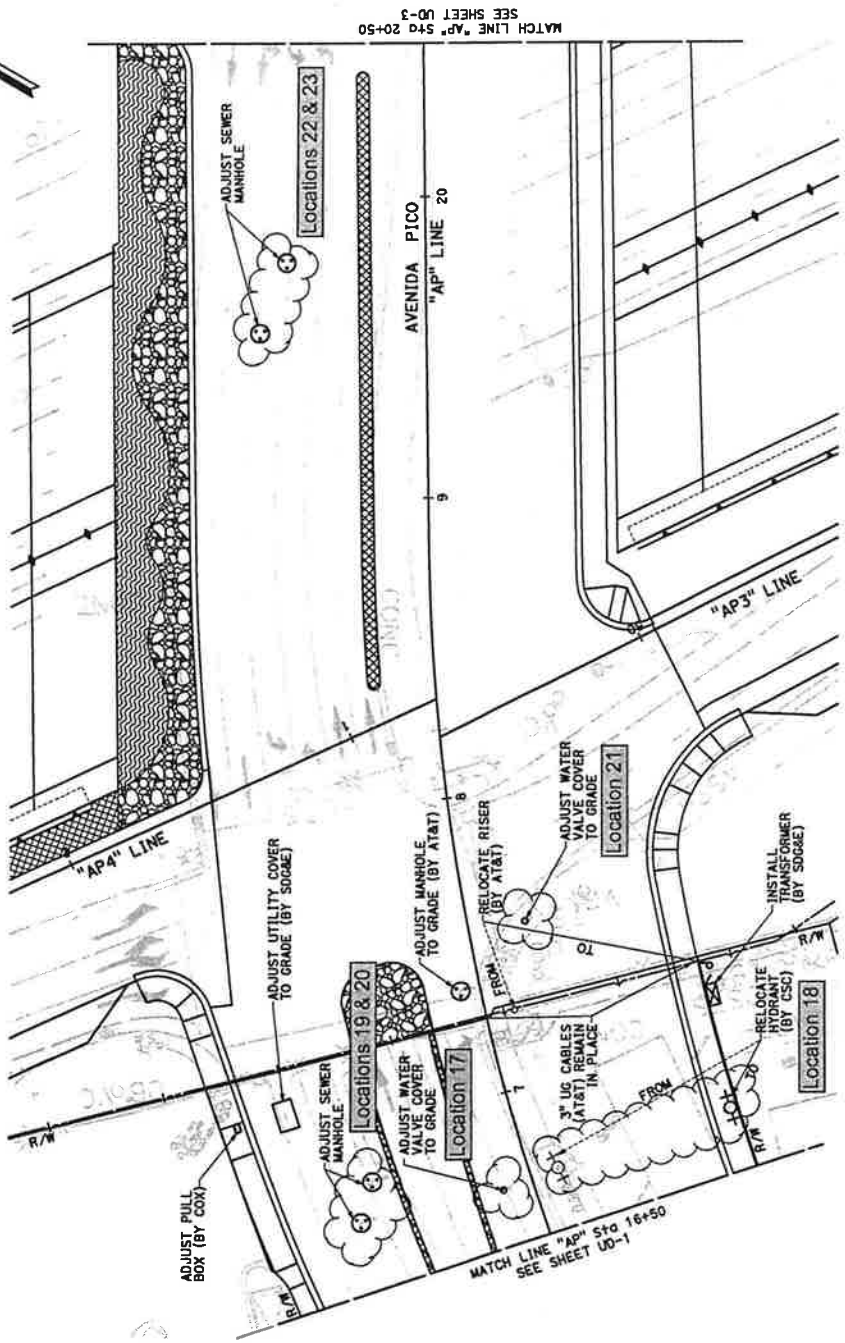 MATCH LINE "AP" Sta 20+50
SEE SHEET UD-3
ADJUST SEWER
MANHOLE
Locations 22 & 23
AVENIDA PICO
"AP" LINE
20
9
8
7
"AP3" LINE
"AP4" LINE
1
CONC
ADJUST UTILITY COVER
TO GRADE (BY SDG&E)
ADJUST MANHOLE
TO GRADE (BY AT&T)
RELOCATE RISER
(BY AT&T)
ADJUST WATER
VALVE COVER
TO GRADE
Location 21
FROM
TO
3" UG CABLES
(AT&T) REMAIN
IN PLACE
INSTALL
TRANSFORMER
(BY SDG&E)
R/W
RELOCATE
HYDRANT
(BY CSC)
Location 18
FROM
TO
R/W
Locations 19 & 20
ADJUST SEWER
MANHOLE
ADJUST WATER
VALVE COVER
TO GRADE
Location 17
R/W
ADJUST PULL
BOX (BY COX)
R/W
MATCH LINE "AP" Sta 16+50
SEE SHEET UD-1